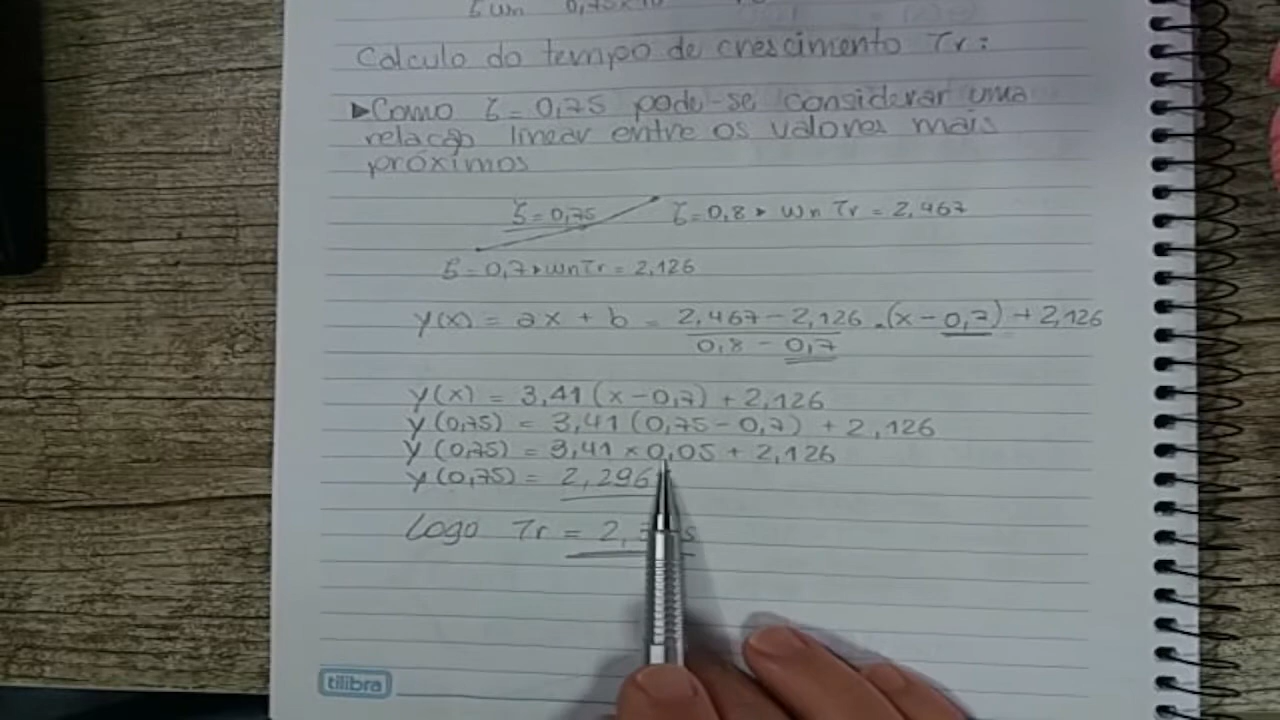 Calculo do tempo de crescimento Tr:
▶Como ξ=0,75 pode-se considerar uma
relação linear entre os valores mais
próximos
ξ=0,75 ξ=0,8 ▸ wn Tr = 2,467
ξ=0,7 ▸ wn Tr = 2,126
y(x) = ax + b = 2,467 - 2,126 .(x - 0,7) + 2,126
0,8 - 0,7
y(x) = 3,41 (x-0,7) + 2,126
y(0,75) = 3,41 (0,75 - 0,7) + 2,126
y(0,75) = 3,41 x 0,05 + 2,126
y(0,75) = 2,296
Logo Tr = 2, s
tilibra